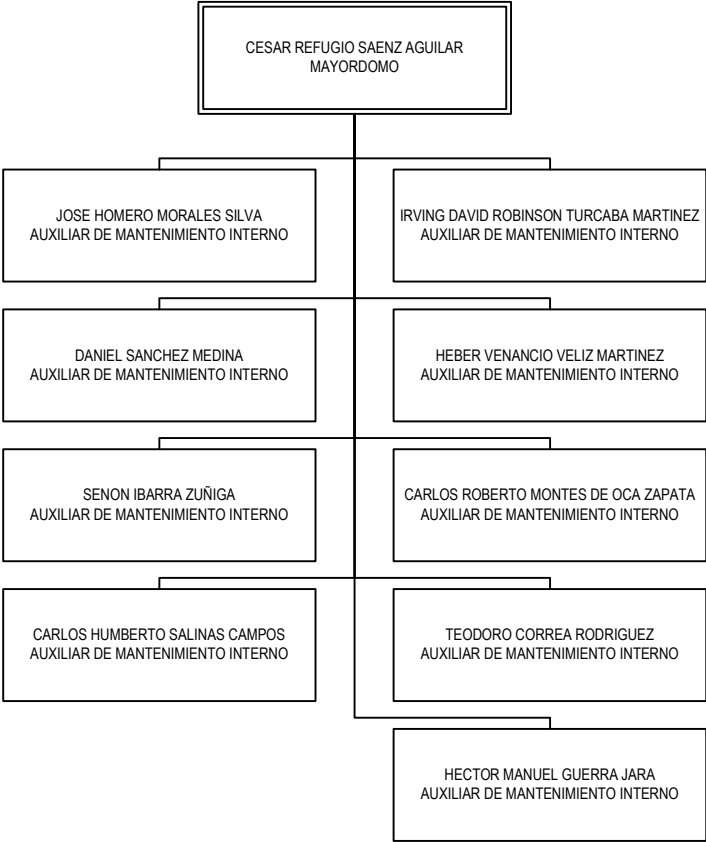 CESAR REFUGIO SAENZ AGUILAR
MAYORDOMO
JOSE HOMERO MORALES SILVA
AUXILIAR DE MANTENIMIENTO INTERNO
IRVING DAVID ROBINSON TURCABA MARTINEZ
AUXILIAR DE MANTENIMIENTO INTERNO
DANIEL SANCHEZ MEDINA
AUXILIAR DE MANTENIMIENTO INTERNO
HEBER VENANCIO VELIZ MARTINEZ
AUXILIAR DE MANTENIMIENTO INTERNO
SENON IBARRA ZUÑIGA
AUXILIAR DE MANTENIMIENTO INTERNO
CARLOS ROBERTO MONTES DE OCA ZAPATA
AUXILIAR DE MANTENIMIENTO INTERNO
CARLOS HUMBERTO SALINAS CAMPOS
AUXILIAR DE MANTENIMIENTO INTERNO
TEODORO CORREA RODRIGUEZ
AUXILIAR DE MANTENIMIENTO INTERNO
HECTOR MANUEL GUERRA JARA
AUXILIAR DE MANTENIMIENTO INTERNO